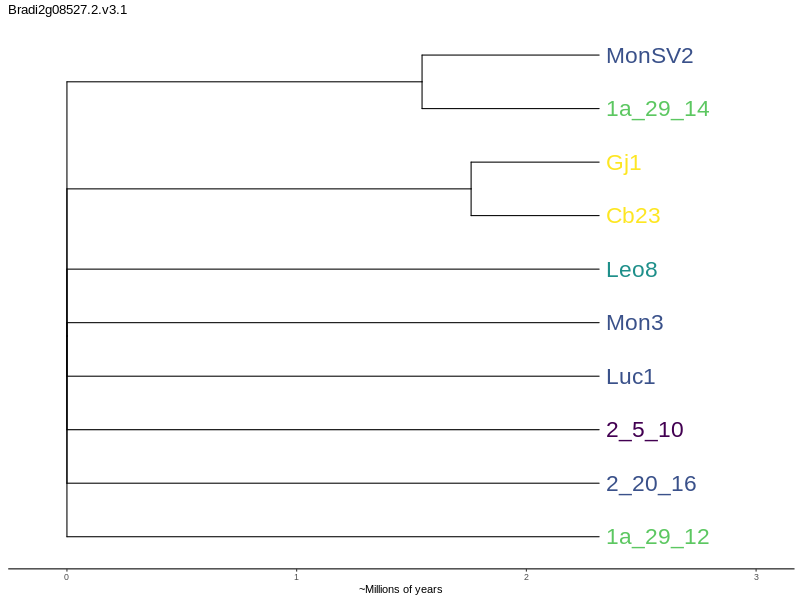 Bradi2g08527.2.v3.1
MonSV2
1a_29_14
Gj1
Cb23
Leo8
Mon3
Luc1
2_5_10
2_20_16
1a_29_12
0 1 2 3
~Millions of years